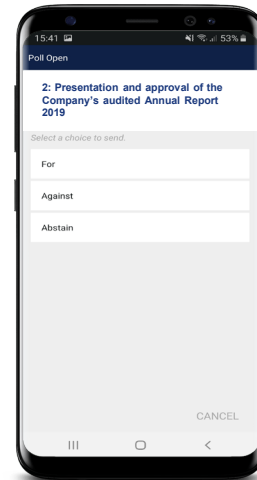 15:41 53%
Poll Open
2: Presentation and approval of the
Company's audited Annual Report
2019
Select a choice to send.
For
Against
Abstain
CANCEL